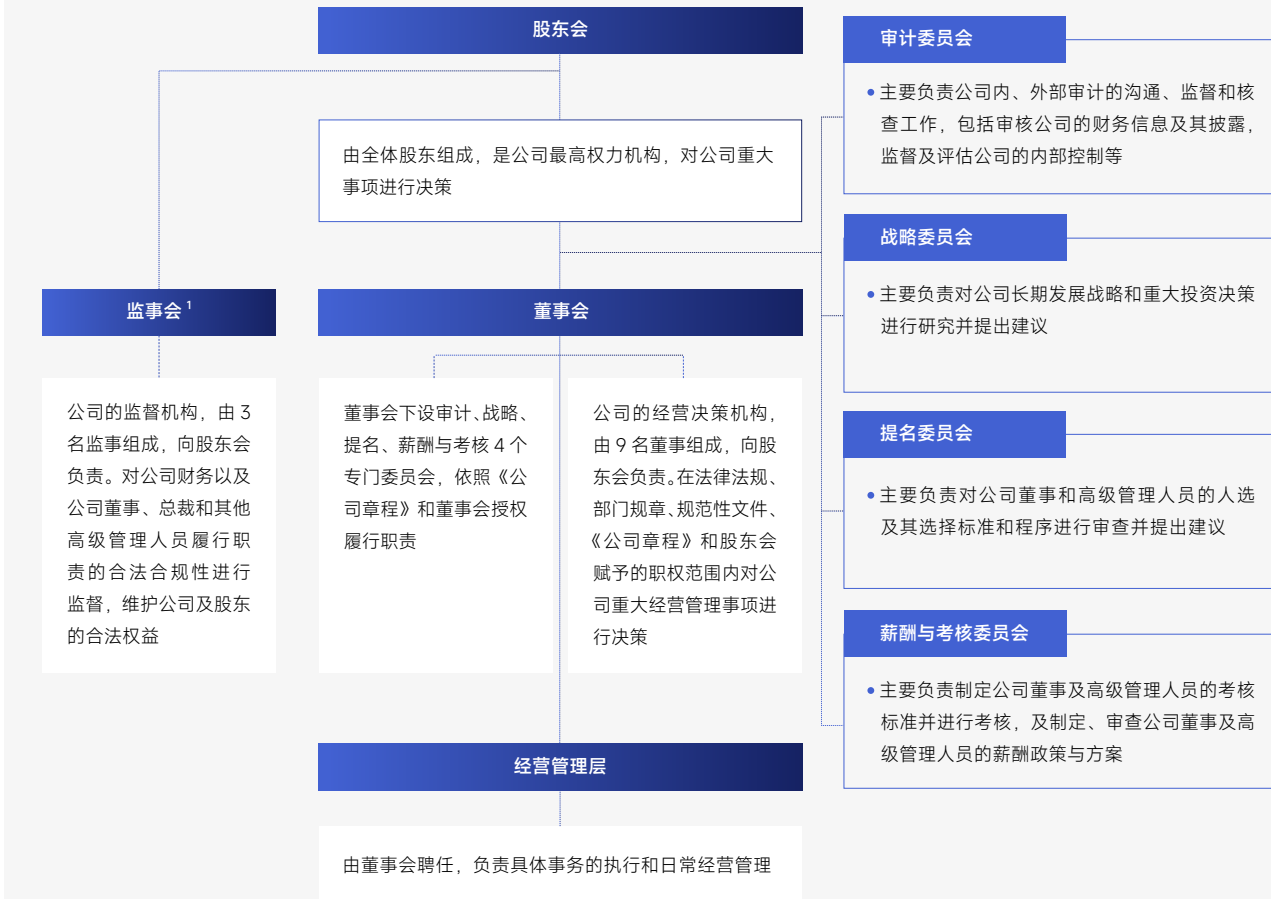 股东会
由全体股东组成，是公司最高权力机构，对公司重大
事项进行决策
监事会 1
公司的监督机构，由 3
名监事组成，向股东会
负责。对公司财务以及
公司董事、总裁和其他
高级管理人员履行职
责的合法合规性进行
监督，维护公司及股东
的合法权益
董事会
董事会下设审计、战略、
提名、薪酬与考核 4 个
专门委员会，依照《公
司章程》和董事会授权
履行职责
公司的经营决策机构，
由 9 名董事组成，向股
东会负责。在法律法规、
部门规章、规范性文件、
《公司章程》和股东会
赋予的职权范围内对公
司重大经营管理事项进
行决策
经营管理层
由董事会聘任，负责具体事务的执行和日常经营管理
审计委员会
●主要负责公司内、外部审计的沟通、监督和核
查工作，包括审核公司的财务信息及其披露，
监督及评估公司的内部控制等
战略委员会
●主要负责对公司长期发展战略和重大投资决策
进行研究并提出建议
提名委员会
●主要负责对公司董事和高级管理人员的人选
及其选择标准和程序进行审查并提出建议
薪酬与考核委员会
●主要负责制定公司董事及高级管理人员的考核
标准并进行考核，及制定、审查公司董事及高
级管理人员的薪酬政策与方案